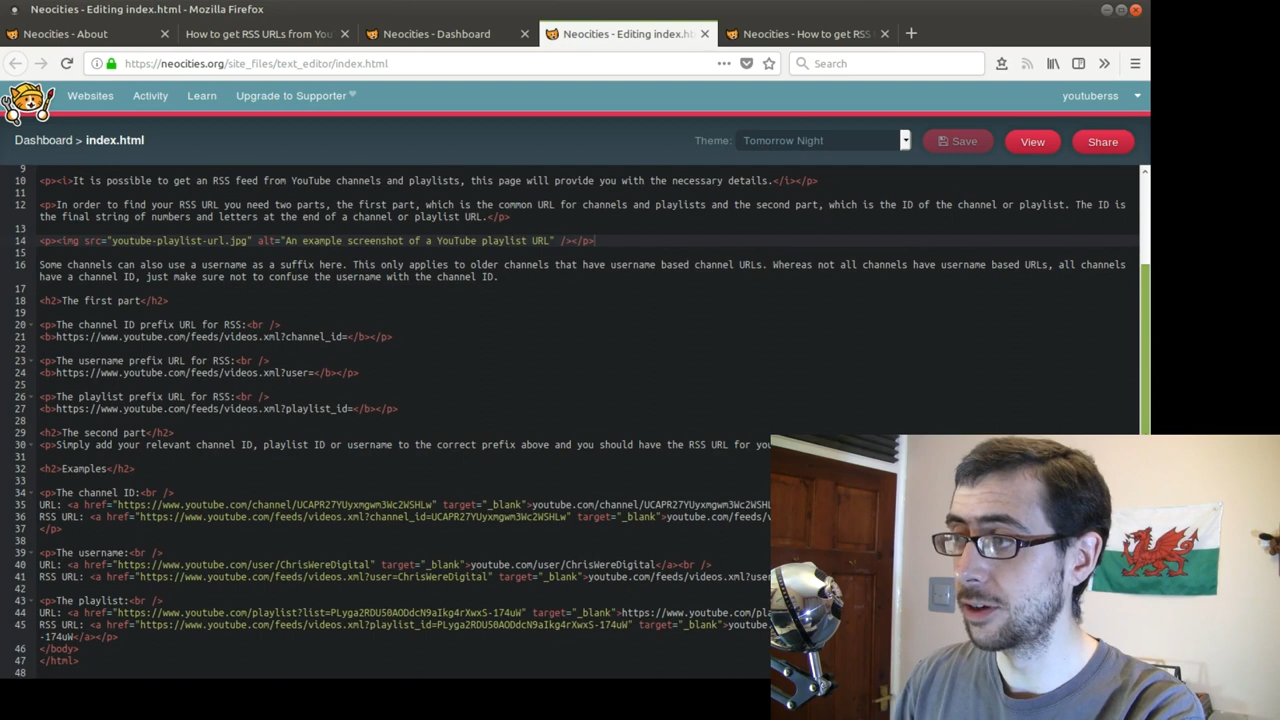 Neocities - Editing index.html - Mozilla Firefox
Neocities - About
How to get RSS URLs from You
Neocities - Dashboard
Neocities - Editing index.ht
Neocities - How to get RSS
https://neocities.org/site_files/text_editor/index.html
Search
Websites Activity Learn Upgrade to Supporter youtuberss
Dashboard > index.html Theme: Tomorrow Night Save View Share
9
10 <p><i>It is possible to get an RSS feed from YouTube channels and playlists, this page will provide you with the necessary details.</i></p>
11
12 <p>In order to find your RSS URL you need two parts, the first part, which is the common URL for channels and playlists and the second part, which is the ID of the channel or playlist. The ID is
the final string of numbers and letters at the end of a channel or playlist URL.</p>
13
14 <p><img src="youtube-playlist-url.jpg" alt="An example screenshot of a YouTube playlist URL" /></p>
15
16 Some channels can also use a username as a suffix here. This only applies to older channels that have username based channel URLs. Whereas not all channels have username based URLs, all channels
have a channel ID, just make sure not to confuse the username with the channel ID.
17
18 <h2>The first part</h2>
19
20 <p>The channel ID prefix URL for RSS:<br />
21 <b>https://www.youtube.com/feeds/videos.xml?channel_id=</b></p>
22
23 <p>The username prefix URL for RSS:<br />
24 <b>https://www.youtube.com/feeds/videos.xml?user=</b></p>
25
26 <p>The playlist prefix URL for RSS:<br />
27 <b>https://www.youtube.com/feeds/videos.xml?playlist_id=</b></p>
28
29 <h2>The second part</h2>
30 <p>Simply add your relevant channel ID, playlist ID or username to the correct prefix above and you should have the RSS URL for you
31
32 <h2>Examples</h2>
33
34 <p>The channel ID:<br />
35 URL: <a href="https://www.youtube.com/channel/UCAPR27YUyxmgwm3Wc2WSHLw" target="_blank">youtube.com/channel/UCAPR27YUyxmgwm3Wc2WSHL
36 RSS URL: <a href="https://www.youtube.com/feeds/videos.xml?channel_id=UCAPR27YUyxmgwm3Wc2WSHLw" target="_blank">youtube.com/feeds/v
37 </p>
38
39 <p>The username:<br />
40 URL: <a href="https://www.youtube.com/user/ChrisWereDigital" target="_blank">youtube.com/user/ChrisWereDigital</a><br />
41 RSS URL: <a href="https://www.youtube.com/feeds/videos.xml?user=ChrisWereDigital" target="_blank">youtube.com/feeds/videos.xml?user
42
43 <p>The playlist:<br />
44 URL: <a href="https://www.youtube.com/playlist?list=PLyga2RDU50AODdcN9aIkg4rXwxS-174uW" target="_blank">https://www.youtube.com/pla
45 RSS URL: <a href="https://www.youtube.com/feeds/videos.xml?playlist_id=PLyga2RDU50AODdcN9aIkg4rXwxS-174uW" target="_blank">youtube.
-174uW</a></p>
46 </body>
47 </html>
48